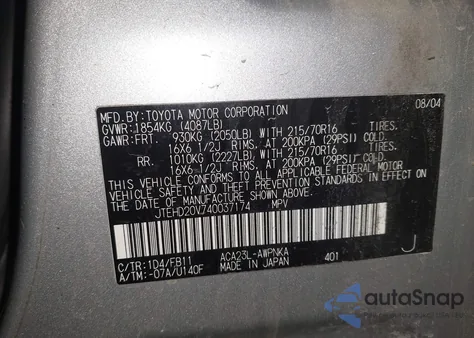 MFD. BY: TOYOTA MOTOR CORPORATION 08/04
GVWR: 1854KG (4087LB)
GAWR: FRT. 930KG (2050LB) WITH 215/70R16 TIRES.
16X6 1/2J RIMS, AT 200KPA (29PSI) COLD.
RR. 1010KG (2227LB) WITH 215/70R16 TIRES.
16X6 1/2J RIMS, AT 200KPA (29PSI) COLD.
THIS VEHICLE CONFORMS TO ALL APPLICABLE FEDERAL MOTOR
VEHICLE SAFETY, BUMPER, AND THEFT PREVENTION STANDARDS IN
EFFECT ON THE DATE OF MANUFACTURE SHOWN ABOVE.
JTEHD20V740037174 MPV
C/TR: 1D4/FB11 ACA23L-AWPNKA
A/TM: -07A/U140F MADE IN JAPAN 401 J
autoSnap